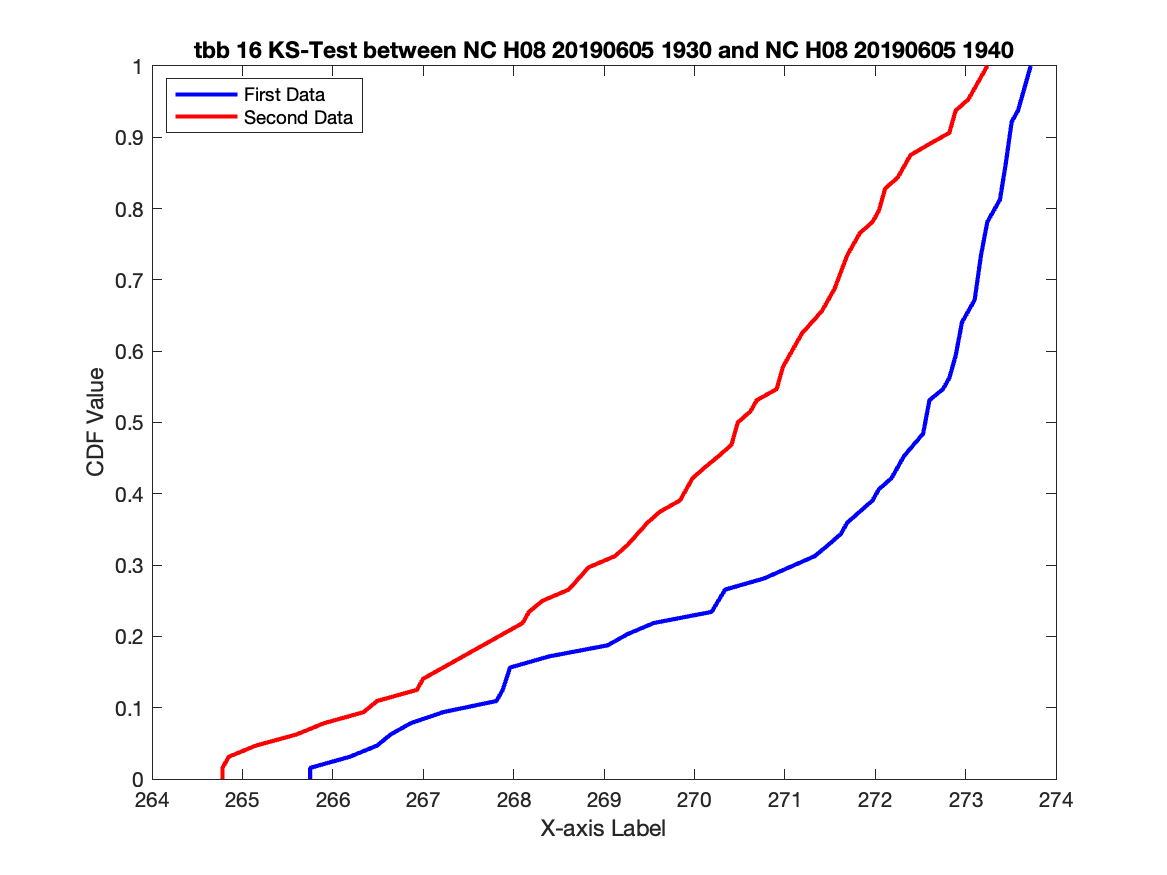 tbb 16 KS-Test between NC H08 20190605 1930 and NC H08 20190605 1940
First Data
Second Data
CDF Value
1
0.9
0.8
0.7
0.6
0.5
0.4
0.3
0.2
0.1
0
264 265 266 267 268 269 270 271 272 273 274
X-axis Label